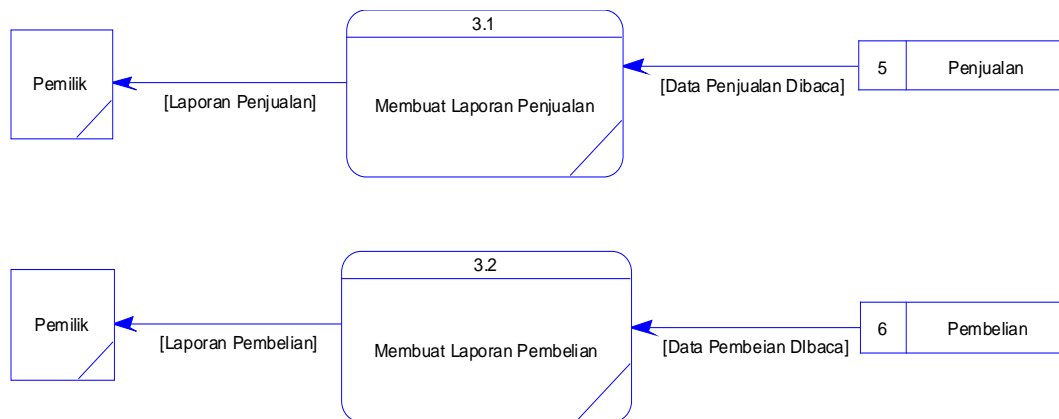 3.1
Pemilik
[Laporan Penjualan]
Membuat Laporan Penjualan
[Data Penjualan Dibaca]
5
Penjualan
3.2
Pemilik
[Laporan Pembelian]
Membuat Laporan Pembelian
[Data Pembeian DIbaca]
6
Pembelian